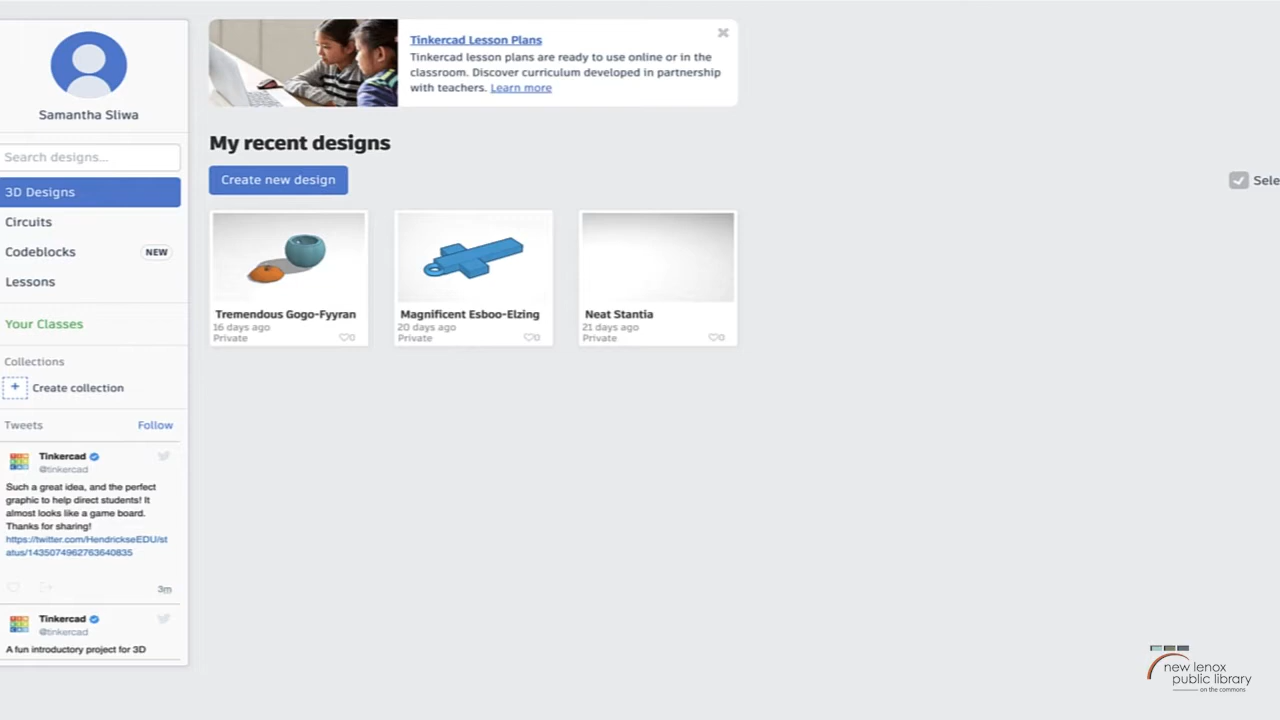 Samantha Sliwa
Search designs...
3D Designs
Circuits
Codeblocks NEW
Lessons
Your Classes
Collections
+ Create collection
Tweets Follow
Tinkercad
@tinkercad
Such a great idea, and the perfect
graphic to help direct students! It
almost looks like a game board.
Thanks for sharing!
https://twitter.com/HendrickseEDU/st
atus/1435074962763640835
3m
Tinkercad
@tinkercad
A fun introductory project for 3D
Tinkercad Lesson Plans
Tinkercad lesson plans are ready to use online or in the
classroom. Discover curriculum developed in partnership
with teachers. Learn more
My recent designs
Create new design
Sele
Tremendous Gogo-Fyyran
16 days ago
Private 0
Magnificent Esboo-Elzing
20 days ago
Private 0
Neat Stantia
21 days ago
Private 0
new lenox
public library
on the commons